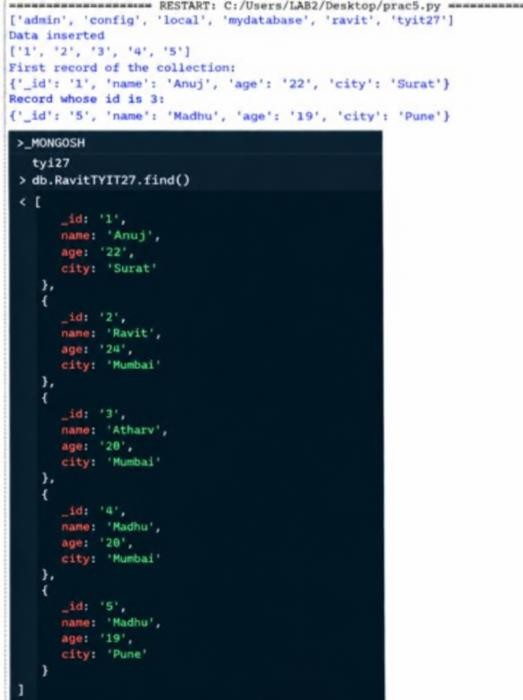 =================== RESTART: C:/Users/LAB2/Desktop/prac5.py ===================
['admin', 'config', 'local', 'mydatabase', 'ravit', 'tyit27']
Data inserted
['1', '2', '3', '4', '5']
First record of the collection:
{'_id': '1', 'name': 'Anuj', 'age': '22', 'city': 'Surat'}
Record whose id is 3:
{'_id': '5', 'name': 'Madhu', 'age': '19', 'city': 'Pune'}
>_MONGOSH
tyi27
> db.RavitTYIT27.find()
< [
_id: '1',
name: 'Anuj',
age: '22',
city: 'Surat'
},
{
_id: '2',
name: 'Ravit',
age: '24',
city: 'Mumbai'
},
{
_id: '3',
name: 'Atharv',
age: '20',
city: 'Mumbai'
},
{
_id: '4',
name: 'Madhu',
age: '20',
city: 'Mumbai'
},
{
_id: '5',
name: 'Madhu',
age: '19',
city: 'Pune'
}
]